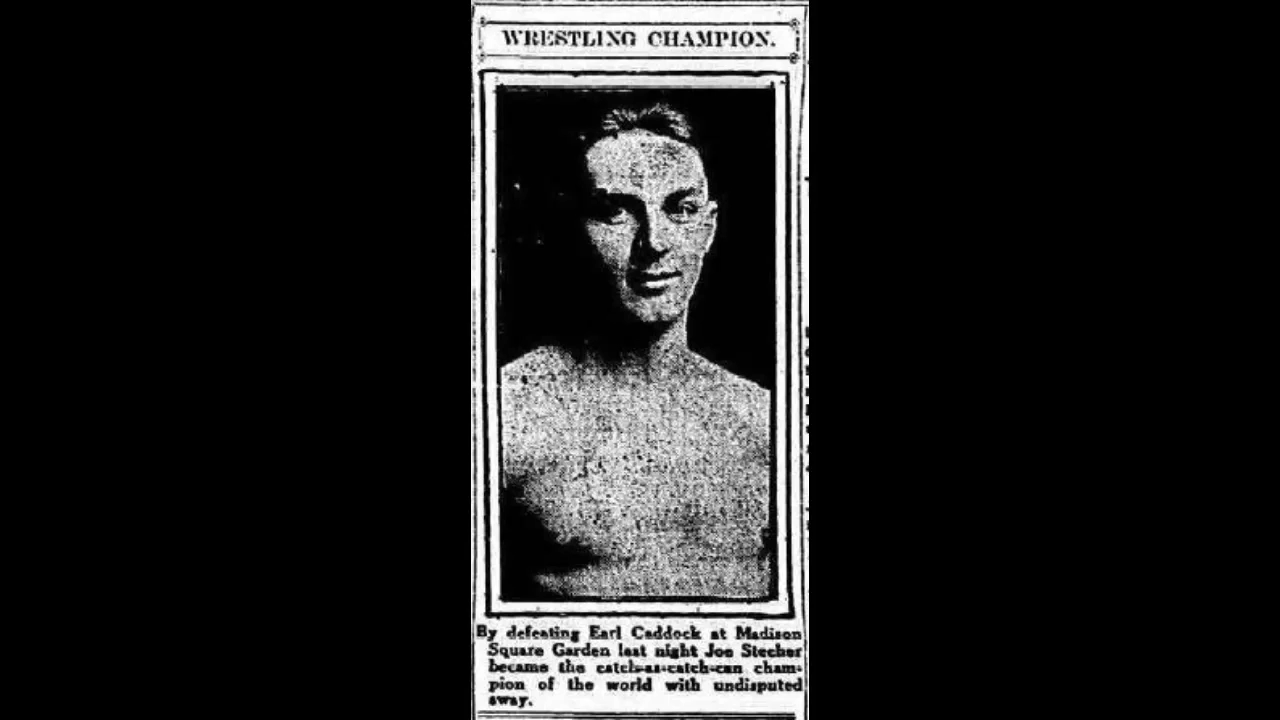 WRESTLING CHAMPION.
By defeating Earl Caddock at Madison
Square Garden last night Joe Stecher
became the catch-as-catch-can cham-
pion of the world with undisputed
sway.